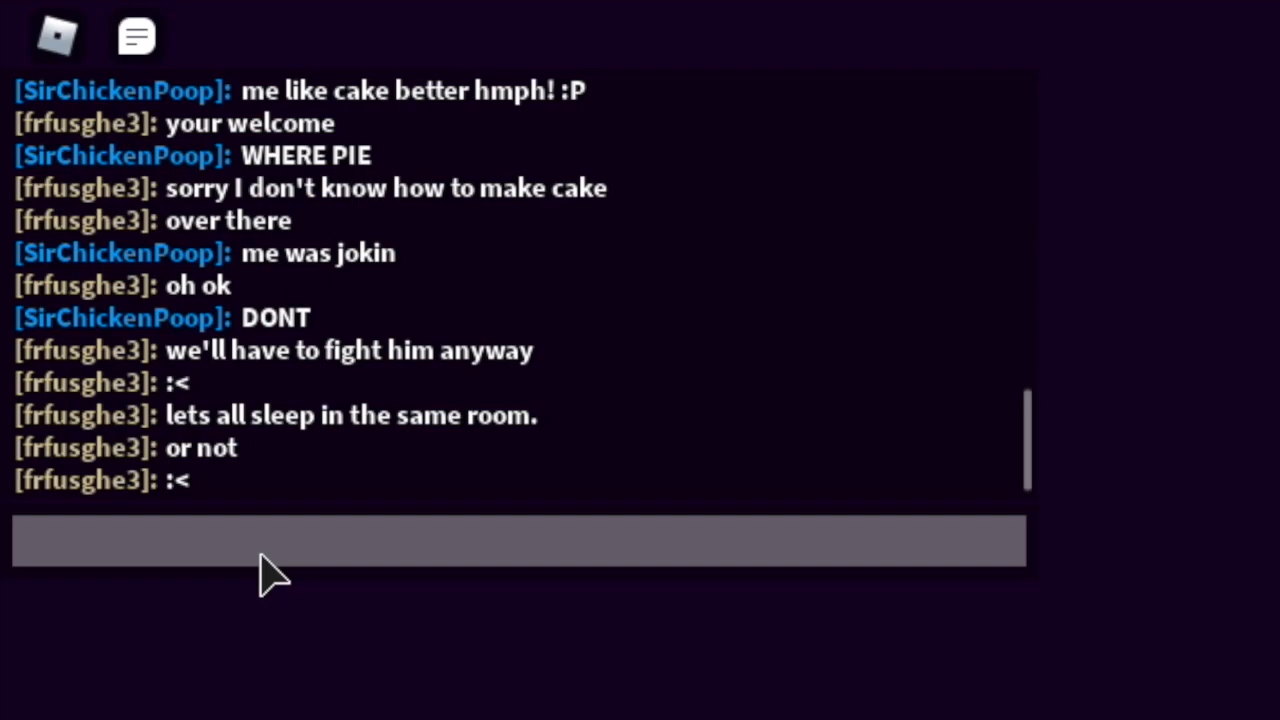 [SirChickenPoop]: me like cake better hmph! :P
[frfusghe3]: your welcome
[SirChickenPoop]: WHERE PIE
[frfusghe3]: sorry I don't know how to make cake
[frfusghe3]: over there
[SirChickenPoop]: me was jokin
[frfusghe3]: oh ok
[SirChickenPoop]: DONT
[frfusghe3]: we'll have to fight him anyway
[frfusghe3]: :<
[frfusghe3]: lets all sleep in the same room.
[frfusghe3]: or not
[frfusghe3]: :<